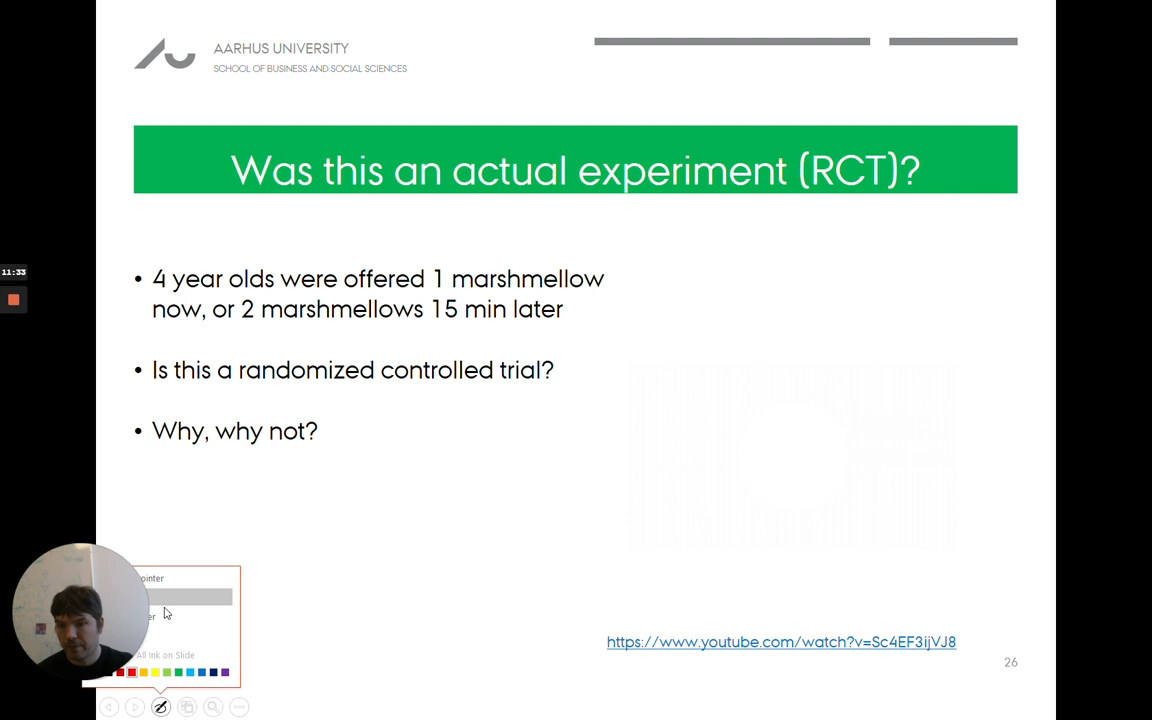 AARHUS UNIVERSITY
SCHOOL OF BUSINESS AND SOCIAL SCIENCES
Was this an actual experiment (RCT)?
• 4 year olds were offered 1 marshmellow
now, or 2 marshmellows 15 min later
• Is this a randomized controlled trial?
• Why, why not?
11:33
ointer
er
All Ink on Slide
https://www.youtube.com/watch?v=Sc4EF3ijVJ8
26